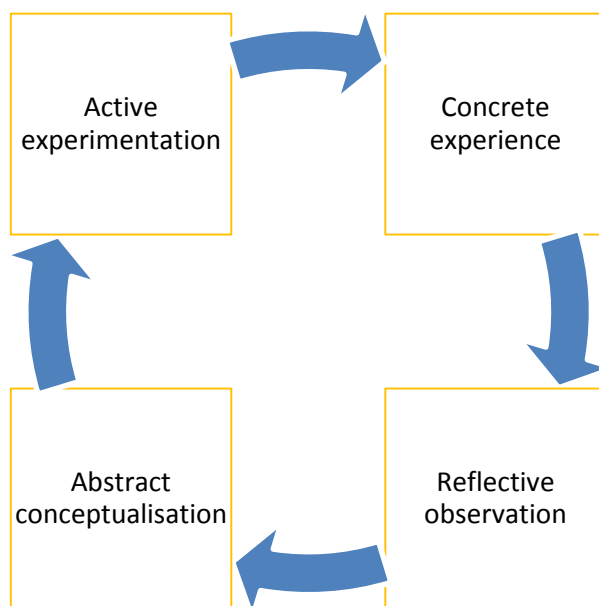 Active
experimentation
Concrete
experience
Abstract
conceptualisation
Reflective
observation